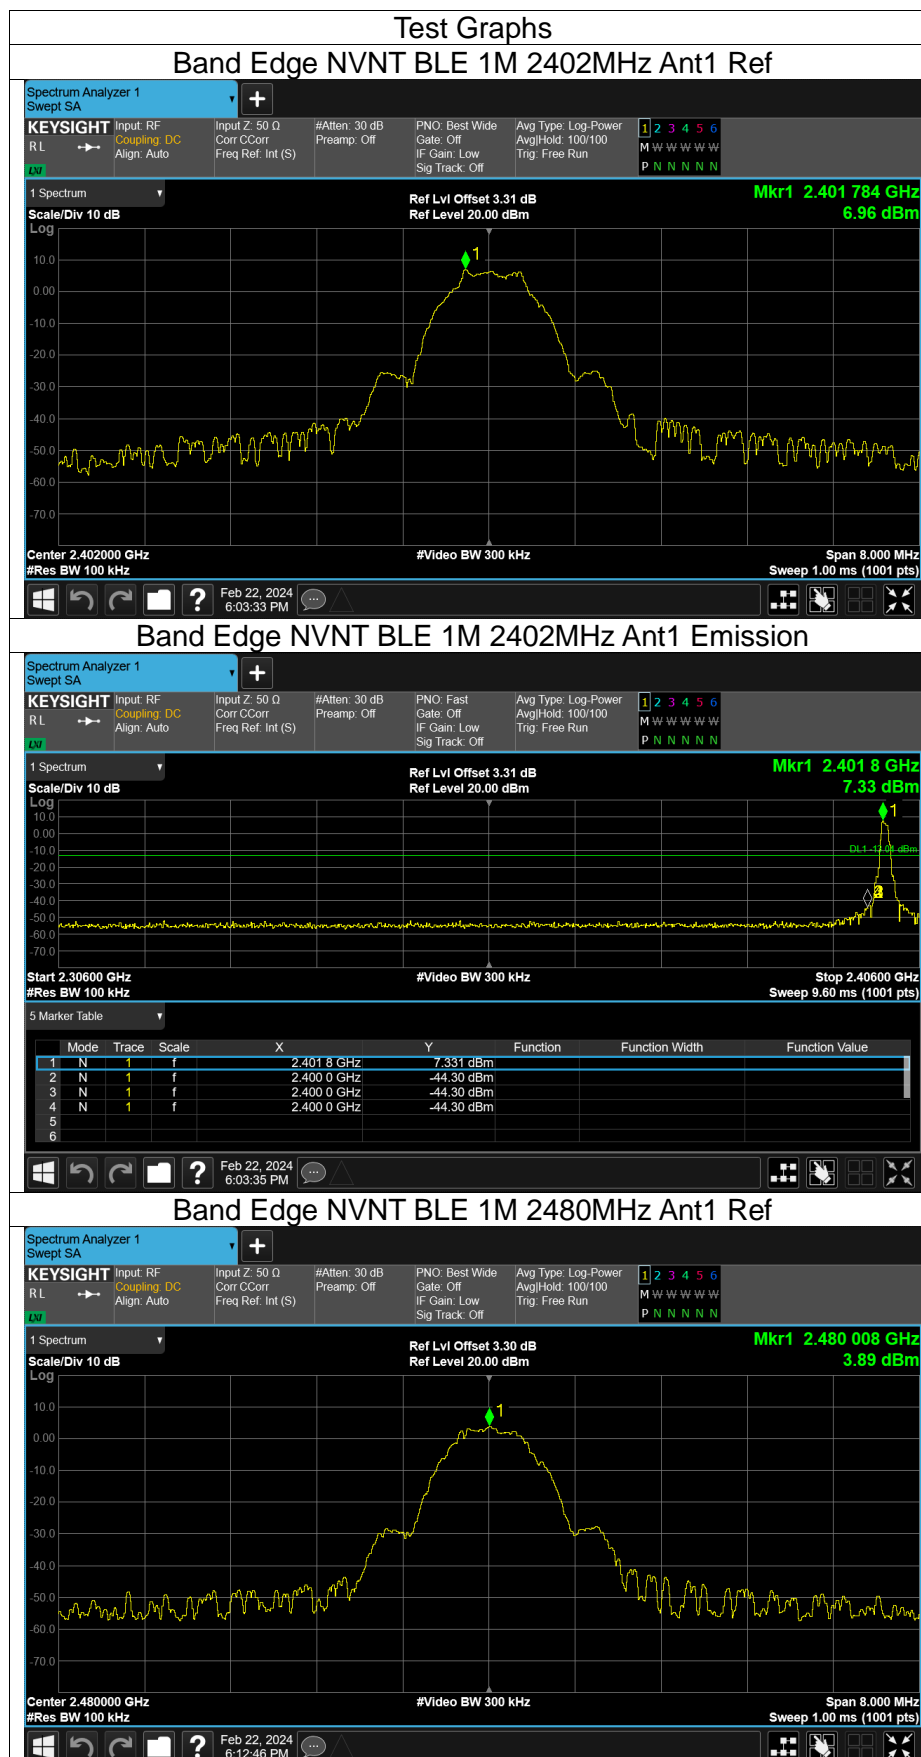 Test Graphs
Band Edge NVNT BLE 1M 2402MHz Ant1 Ref
Spectrum Analyzer 1
Swept SA
KEYSIGHT Input: RF Input Z: 50 Ω #Atten: 30 dB PNO: Best Wide Avg Type: Log-Power 1 2 3 4 5 6
RL Coupling: DC Corr CCorr Preamp: Off Gate: Off Avg|Hold: 100/100 M W W W W W
Align: Auto Freq Ref: Int (S) IF Gain: Low Trig: Free Run
LXI Sig Track: Off P N N N N N
1 Spectrum Ref Lvl Offset 3.31 dB Mkr1 2.401 784 GHz
Scale/Div 10 dB Ref Level 20.00 dBm 6.96 dBm
Log
1
10.0
0.00
-10.0
-20.0
-30.0
-40.0
-50.0
-60.0
-70.0
Center 2.402000 GHz #Video BW 300 kHz Span 8.000 MHz
#Res BW 100 kHz Sweep 1.00 ms (1001 pts)
? Feb 22, 2024
6:03:33 PM
Band Edge NVNT BLE 1M 2402MHz Ant1 Emission
Spectrum Analyzer 1
Swept SA
KEYSIGHT Input: RF Input Z: 50 Ω #Atten: 30 dB PNO: Fast Avg Type: Log-Power 1 2 3 4 5 6
RL Coupling: DC Corr CCorr Preamp: Off Gate: Off Avg|Hold: 100/100 M W W W W W
Align: Auto Freq Ref: Int (S) IF Gain: Low Trig: Free Run
LXI Sig Track: Off P N N N N N
1 Spectrum Ref Lvl Offset 3.31 dB Mkr1 2.401 8 GHz
Scale/Div 10 dB Ref Level 20.00 dBm 7.33 dBm
Log
10.0 1
0.00
-10.0 DL1 -13.04 dBm
-20.0
-30.0
-40.0
-50.0
-60.0
-70.0
Start 2.30600 GHz #Video BW 300 kHz Stop 2.40600 GHz
#Res BW 100 kHz Sweep 9.60 ms (1001 pts)
5 Marker Table
Mode Trace Scale X Y Function Function Width Function Value
1 N 1 f 2.401 8 GHz 7.331 dBm
2 N 1 f 2.400 0 GHz -44.30 dBm
3 N 1 f 2.400 0 GHz -44.30 dBm
4 N 1 f 2.400 0 GHz -44.30 dBm
5
6
? Feb 22, 2024
6:03:35 PM
Band Edge NVNT BLE 1M 2480MHz Ant1 Ref
Spectrum Analyzer 1
Swept SA
KEYSIGHT Input: RF Input Z: 50 Ω #Atten: 30 dB PNO: Best Wide Avg Type: Log-Power 1 2 3 4 5 6
RL Coupling: DC Corr CCorr Preamp: Off Gate: Off Avg|Hold: 100/100 M W W W W W
Align: Auto Freq Ref: Int (S) IF Gain: Low Trig: Free Run
LXI Sig Track: Off P N N N N N
1 Spectrum Ref Lvl Offset 3.30 dB Mkr1 2.480 008 GHz
Scale/Div 10 dB Ref Level 20.00 dBm 3.89 dBm
Log
10.0 1
0.00
-10.0
-20.0
-30.0
-40.0
-50.0
-60.0
-70.0
Center 2.480000 GHz #Video BW 300 kHz Span 8.000 MHz
#Res BW 100 kHz Sweep 1.00 ms (1001 pts)
? Feb 22, 2024
6:12:46 PM